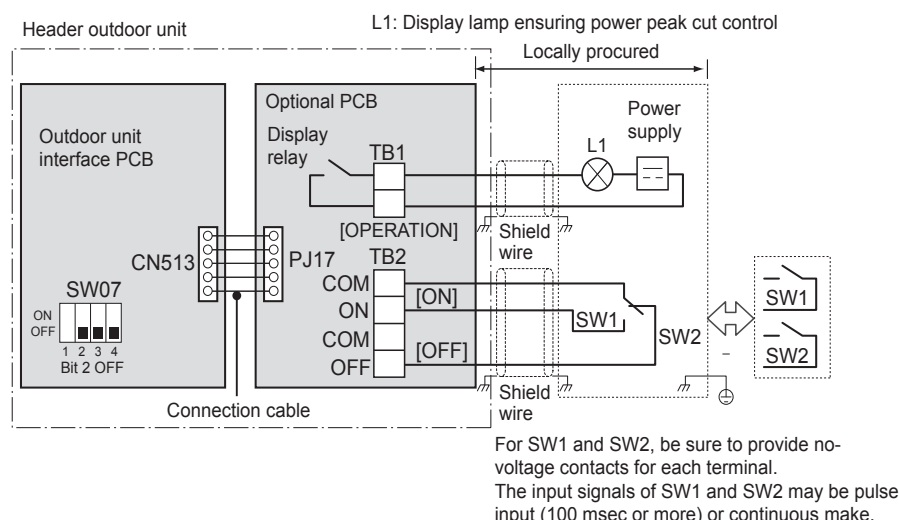 Header outdoor unit
L1: Display lamp ensuring power peak cut control
Locally procured
Outdoor unit
interface PCB
Optional PCB
Display
relay
TB1
L1
Power
supply
[OPERATION]
Shield
wire
CN513
PJ17
TB2
COM
ON
COM
OFF
[ON]
[OFF]
SW1
SW2
SW1
SW2
SW07
ON
OFF
1 2 3 4
Bit 2 OFF
Connection cable
Shield
wire
For SW1 and SW2, be sure to provide no-
voltage contacts for each terminal.
The input signals of SW1 and SW2 may be pulse
input (100 msec or more) or continuous make.